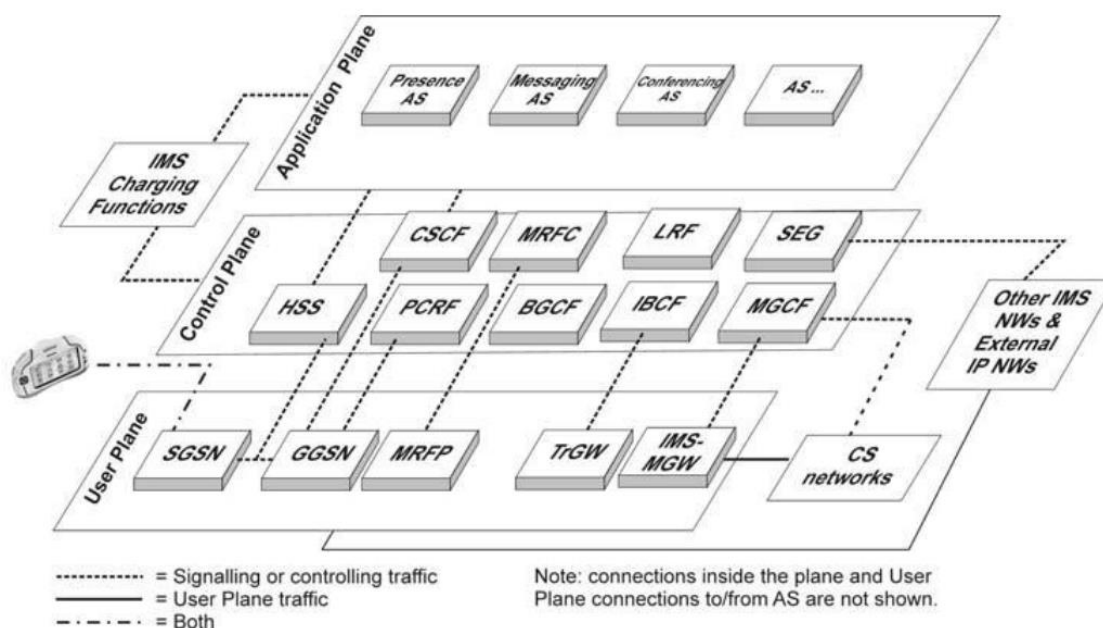 Application Plane
Presence
AS
Messaging
AS
Conferencing
AS
AS ...
IMS
Charging
Functions
Control Plane
CSCF
MRFC
LRF
SEG
HSS
PCRF
BGCF
IBCF
MGCF
Other IMS
NWs &
External
IP NWs
User Plane
SGSN
GGSN
MRFP
TrGW
IMS-
MGW
CS
networks
= Signalling or controlling traffic
= User Plane traffic
= Both
Note: connections inside the plane and User
Plane connections to/from AS are not shown.